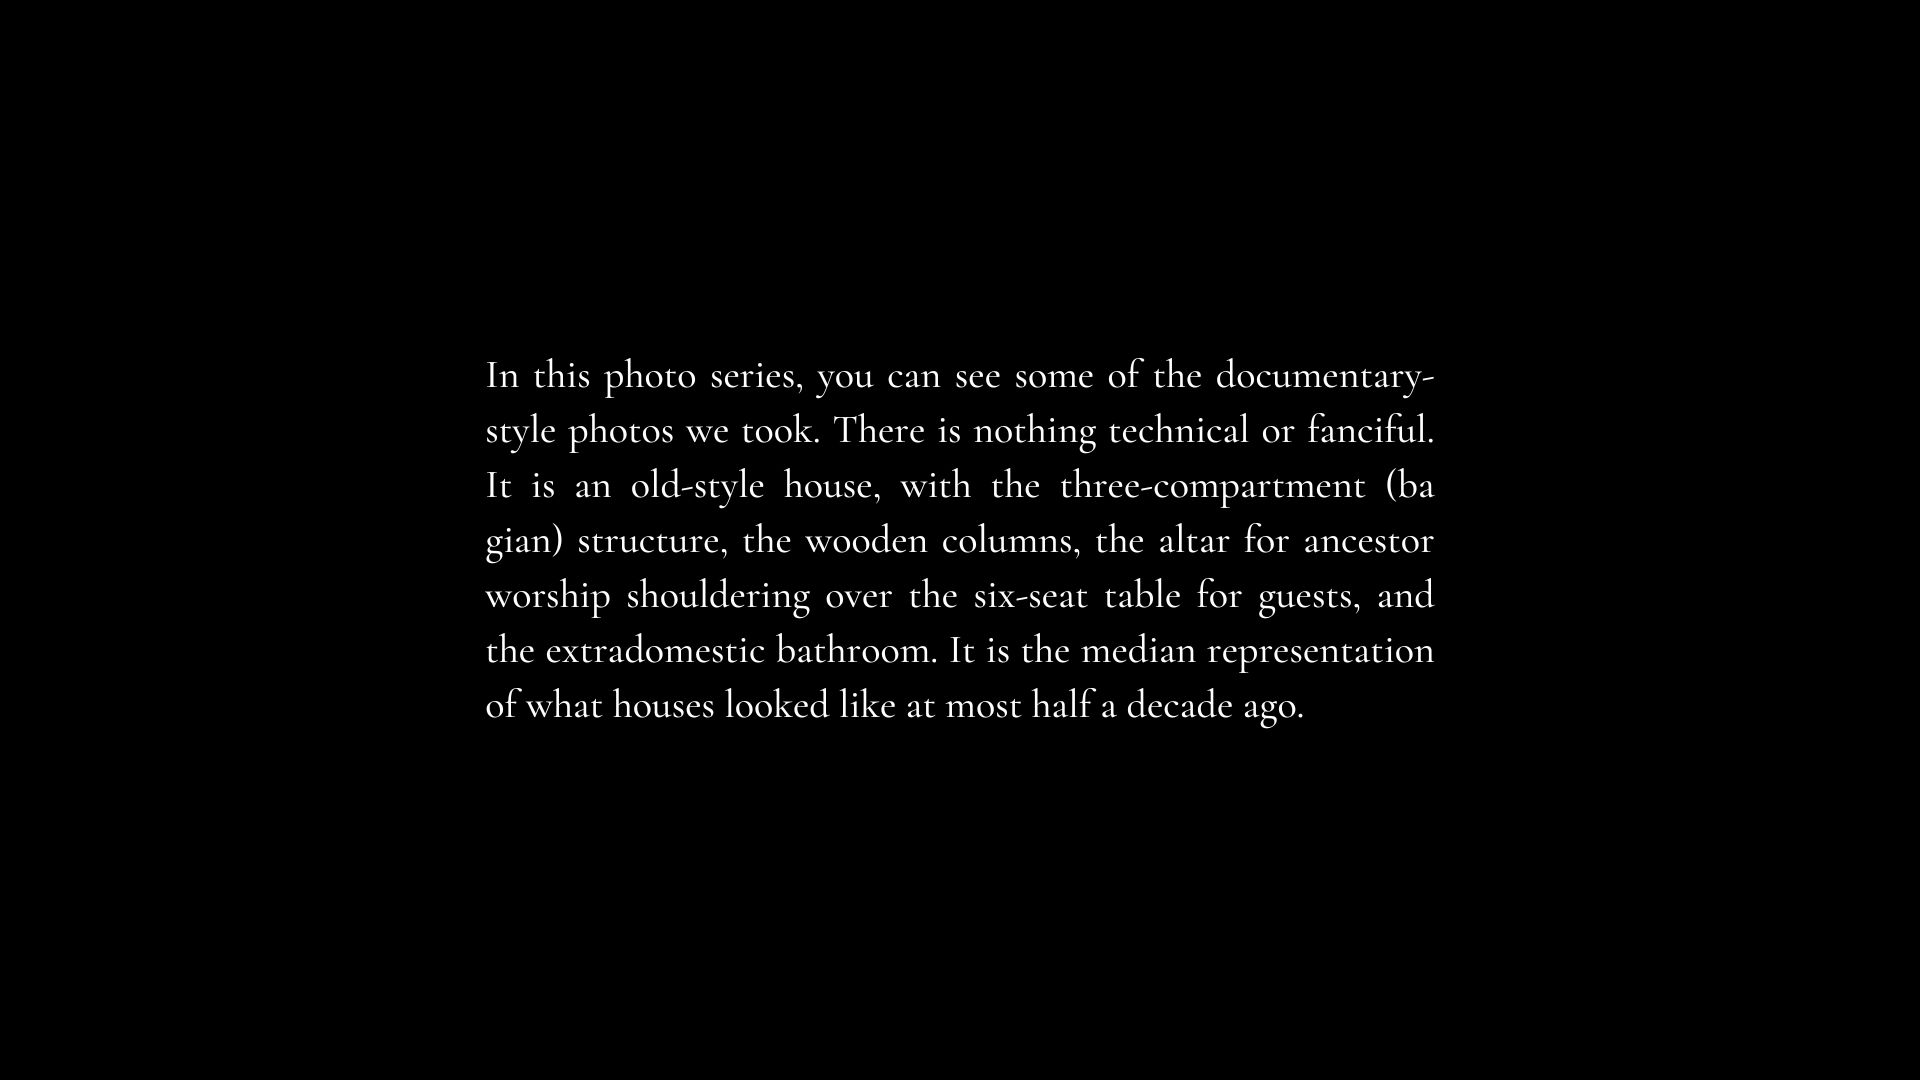 In this photo series, you can see some of the documentary-
style photos we took. There is nothing technical or fanciful.
It is an old-style house, with the three-compartment (ba
gian) structure, the wooden columns, the altar for ancestor
worship shouldering over the six-seat table for guests, and
the extradomestic bathroom. It is the median representation
of what houses looked like at most half a decade ago.